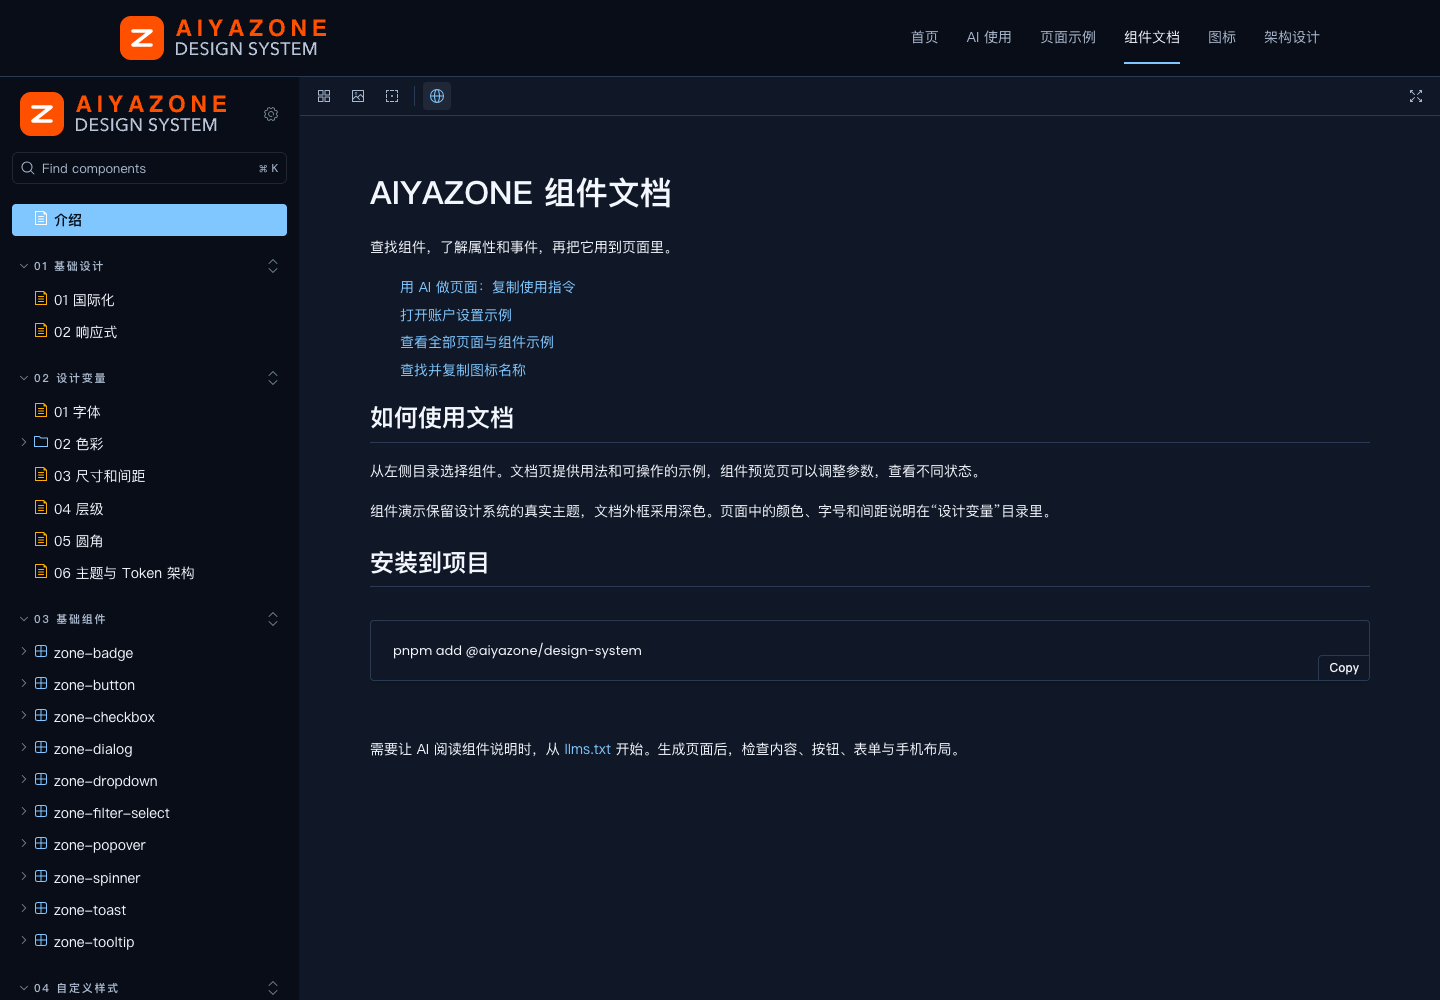 AIYAZONE
DESIGN SYSTEM
首页
AI 使用
页面示例
组件文档
图标
架构设计
AIYAZONE
DESIGN SYSTEM
Find components
⌘ K
介绍
01 基础设计
01 国际化
02 响应式
02 设计变量
01 字体
02 色彩
03 尺寸和间距
04 层级
05 圆角
06 主题与 Token 架构
03 基础组件
zone-badge
zone-button
zone-checkbox
zone-dialog
zone-dropdown
zone-filter-select
zone-popover
zone-spinner
zone-toast
zone-tooltip
04 自定义样式
AIYAZONE 组件文档
查找组件，了解属性和事件，再把它用到页面里。
用 AI 做页面：复制使用指令
打开账户设置示例
查看全部页面与组件示例
查找并复制图标名称
如何使用文档
从左侧目录选择组件。文档页提供用法和可操作的示例，组件预览页可以调整参数，查看不同状态。
组件演示保留设计系统的真实主题，文档外框采用深色。页面中的颜色、字号和间距说明在“设计变量”目录里。
安装到项目
pnpm add @aiyazone/design-system
Copy
需要让 AI 阅读组件说明时，从 llms.txt 开始。生成页面后，检查内容、按钮、表单与手机布局。